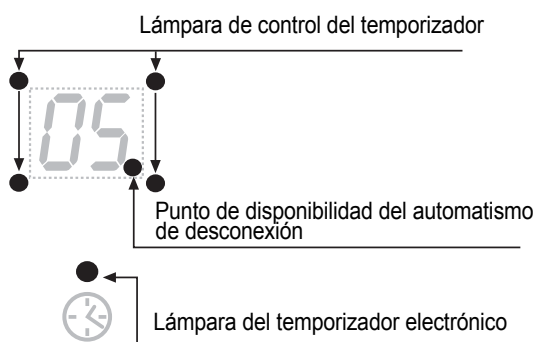 Lámpara de control del temporizador
05
Punto de disponibilidad del automatismo
de desconexión
Lámpara del temporizador electrónico